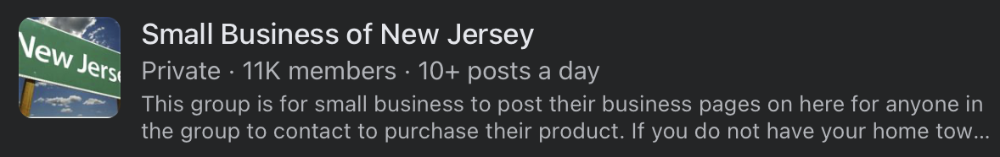 New Jerse
Small Business of New Jersey
Private · 11K members · 10+ posts a day
This group is for small business to post their business pages on here for anyone in
the group to contact to purchase their product. If you do not have your home tow...